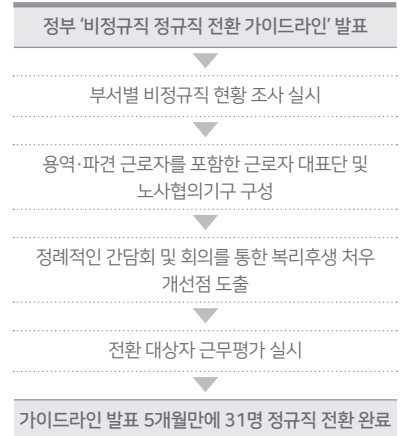 정부 ‘비정규직 정규직 전환 가이드라인’ 발표
부서별 비정규직 현황 조사 실시
용역·파견 근로자를 포함한 근로자 대표단 및
노사협의기구 구성
정례적인 간담회 및 회의를 통한 복리후생 처우
개선점 도출
전환 대상자 근무평가 실시
가이드라인 발표 5개월만에 31명 정규직 전환 완료